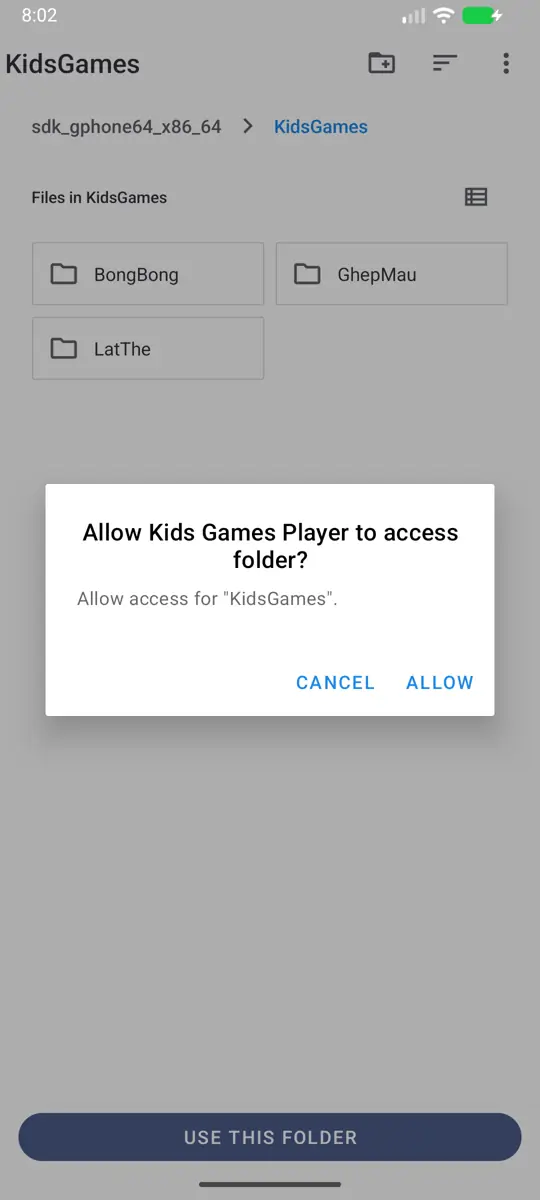 8:02
KidsGames
sdk_gphone64_x86_64 KidsGames
Files in KidsGames
BongBong GhepMau
LatThe
Allow Kids Games Player to access
folder?
Allow access for "KidsGames".
CANCEL ALLOW
USE THIS FOLDER